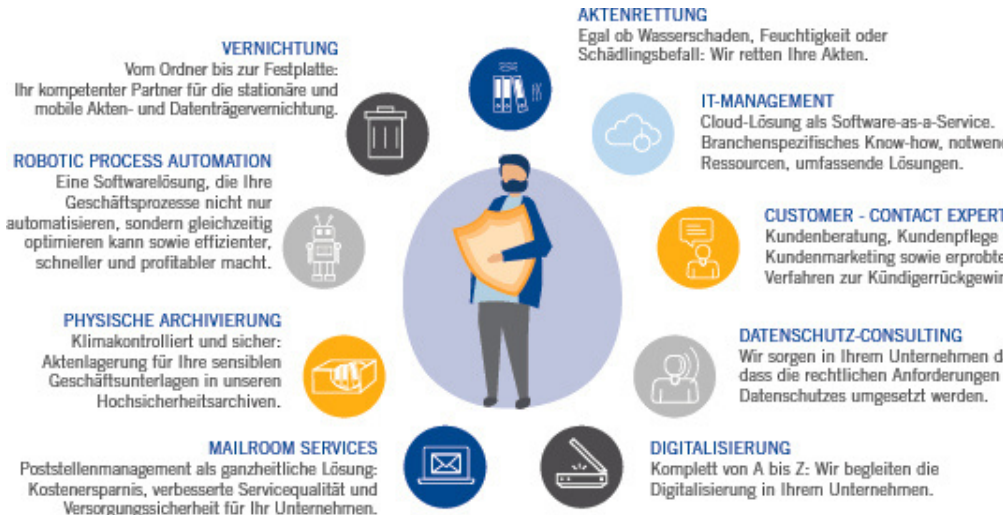 AKTENRETTUNG
Egal ob Wasserschaden, Feuchtigkeit oder
Schädlingsbefall: Wir retten Ihre Akten.
VERNICHTUNG
Vom Ordner bis zur Festplatte:
Ihr kompetenter Partner für die stationäre und
mobile Akten- und Datenträgervernichtung.
IT-MANAGEMENT
Cloud-Lösung als Software-as-a-Service.
Branchenspezifisches Know-how,
Ressourcen, umfassende Lösungen.
ROBOTIC PROCESS AUTOMATION
Eine Softwarelösung, die Ihre
Geschäftsprozesse nicht nur
automatisieren, sondern gleichzeitig
optimieren kann sowie effizienter,
schneller und profitabler macht.
CUSTOMER - CONTACT
Kundenberatung, Kundenpflege
Kundenmarketing sowie
Verfahren zur
PHYSISCHE ARCHIVIERUNG
Klimakontrolliert und sicher:
Aktenlagerung für Ihre sensiblen
Geschäftsunterlagen in unseren
Hochsicherheitsarchiven.
DATENSCHUTZ-CONSULTING
Wir sorgen in Ihrem Unternehmen
dass die rechtlichen Anforderungen
Datenschutzes umgesetzt werden.
MAILROOM SERVICES
Poststellenmanagement als ganzheitliche Lösung:
Kostenersparnis, verbesserte Servicequalität und
Versorgungssicherheit für Ihr Unternehmen.
DIGITALISIERUNG
Komplett von A bis Z: Wir begleiten die
Digitalisierung in Ihrem Unternehmen.